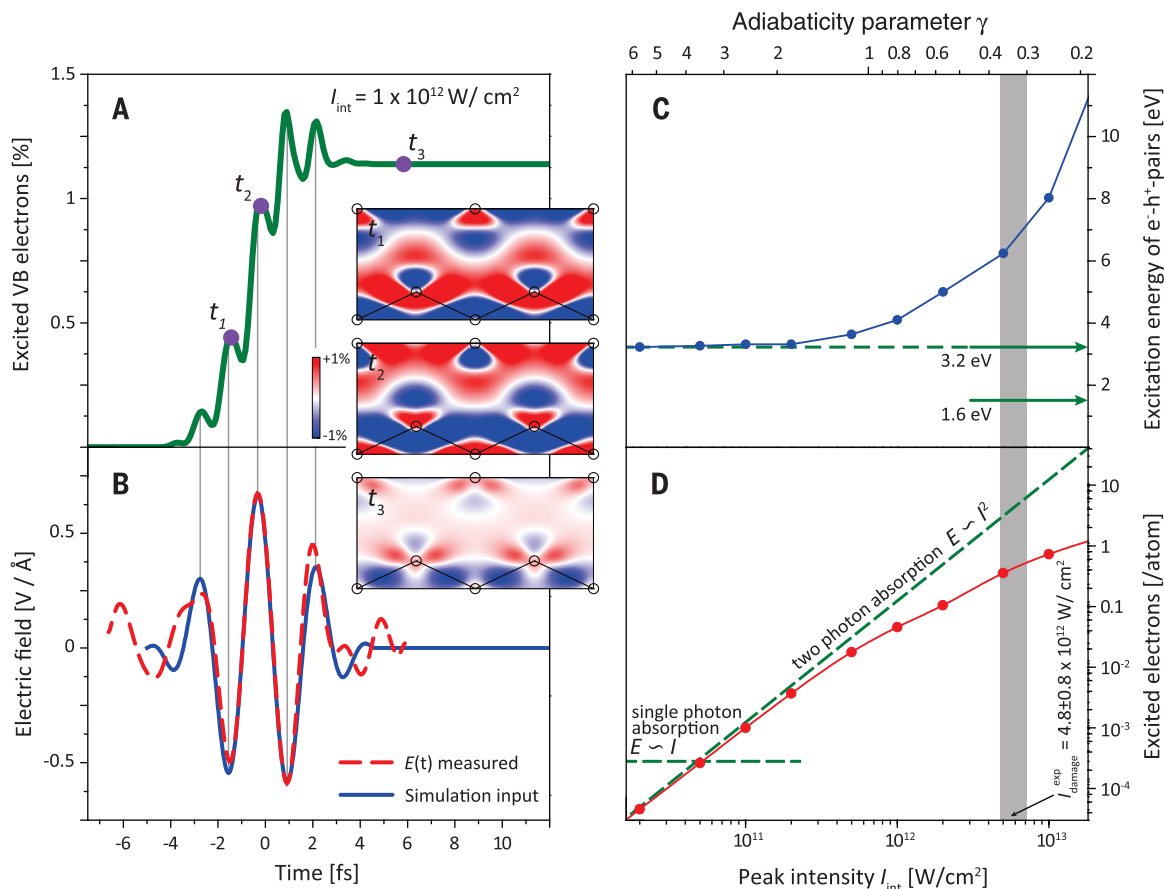 Adiabaticity parameter γ
6 5 4 3 2 1 0.8 0.6 0.4 0.3 0.2
A
I_int = 1 x 10^12 W/ cm^2
1.5
1
0.5
Excited VB electrons [%]
t_1
t_2
t_3
t_1
t_2
t_3
+1%
-1%
B
0.5
0
-0.5
Electric field [V / Å]
E(t) measured
Simulation input
-6 -4 -2 0 2 4 6 8 10
Time [fs]
C
10
8
6
4
2
Excitation energy of e^- -h^+-pairs [eV]
3.2 eV
1.6 eV
D
two photon absorption E ∽ I^2
single photon
absorption
E ∽ I
I_damage^exp = 4.8±0.8 x 10^12 W/ cm^2
10
1
0.1
10^-2
10^-3
10^-4
Excited electrons [/atom]
10^11 10^12 10^13
Peak intensity I_int [W/cm^2]